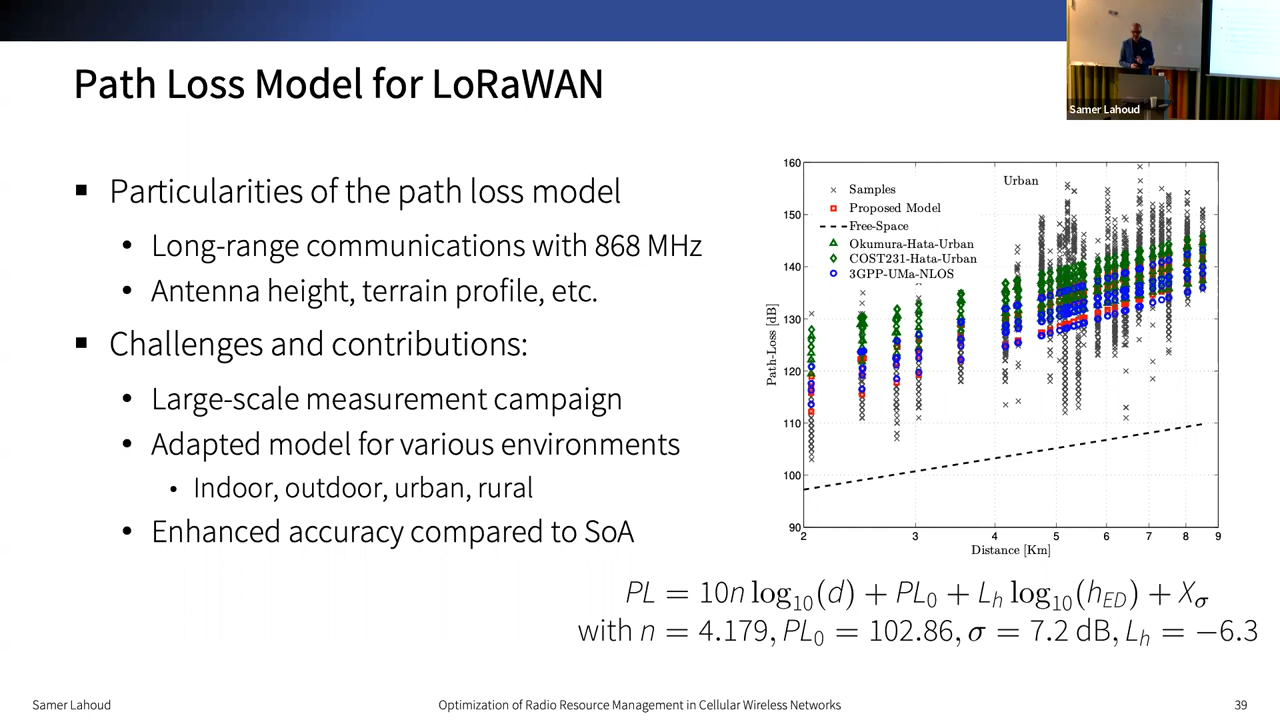 Path Loss Model for LoRaWAN
Samer Lahoud
▪ Particularities of the path loss model
• Long-range communications with 868 MHz
• Antenna height, terrain profile, etc.
▪ Challenges and contributions:
• Large-scale measurement campaign
• Adapted model for various environments
• Indoor, outdoor, urban, rural
• Enhanced accuracy compared to SoA
Urban
Samples
Proposed Model
Free-Space
Okumura-Hata-Urban
COST231-Hata-Urban
3GPP-UMa-NLOS
Path-Loss [dB]
160
150
140
130
120
110
100
90
2 3 4 5 6 7 8 9
Distance [Km]
PL = 10n log₁₀(d) + PL₀ + Lₕ log₁₀(h_ED) + X_σ
with n = 4.179, PL₀ = 102.86, σ = 7.2 dB, Lₕ = −6.3
Samer Lahoud
Optimization of Radio Resource Management in Cellular Wireless Networks
39